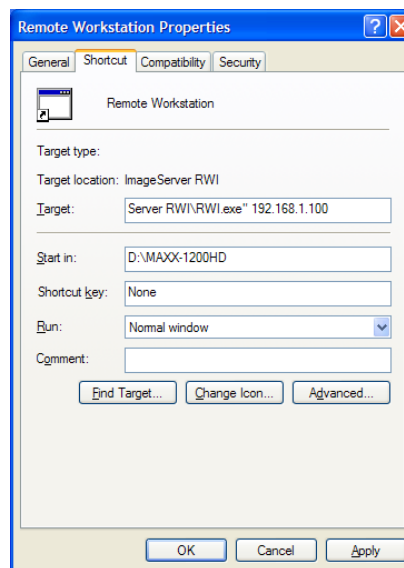 Remote Workstation Properties
General Shortcut Compatibility Security
Remote Workstation
Target type:
Target location: ImageServer RWI
Target: Server RWI\RWI.exe" 192.168.1.100
Start in: D:\MAXX-1200HD
Shortcut key: None
Run: Normal window
Comment:
Find Target... Change Icon... Advanced...
OK Cancel Apply